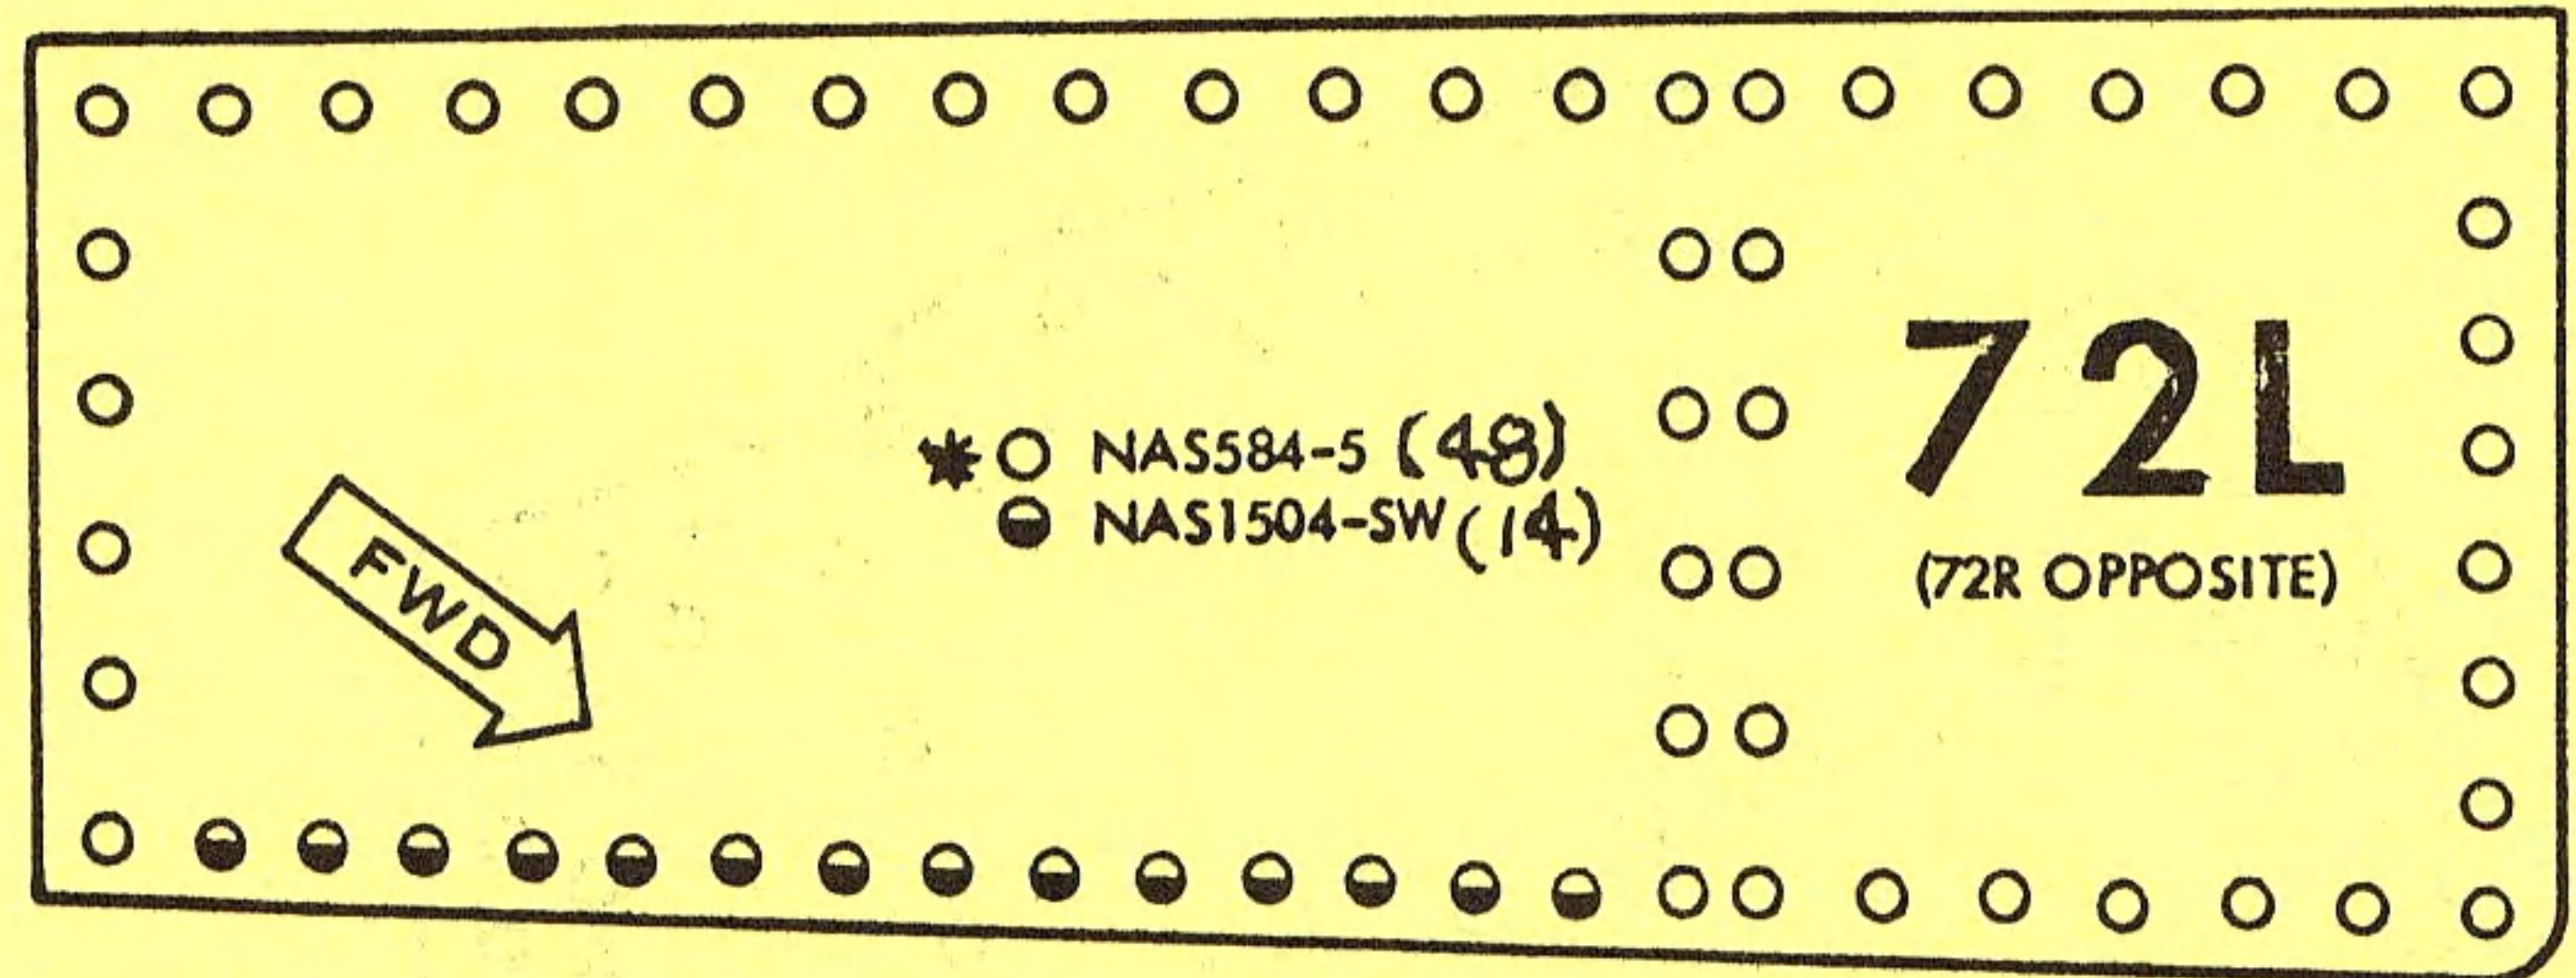 72L
NAS584-5 (48)
NAS1504-SW (14)
(72R OPPOSITE)
FWD